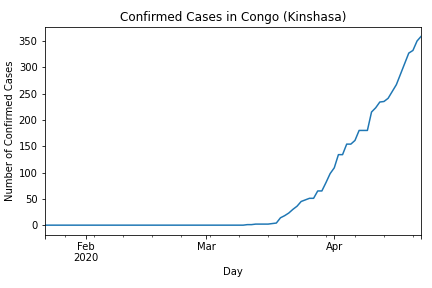 Confirmed Cases in Congo (Kinshasa)
Number of Confirmed Cases
350
300
250
200
150
100
50
0
Feb
2020
Mar
Apr
Day